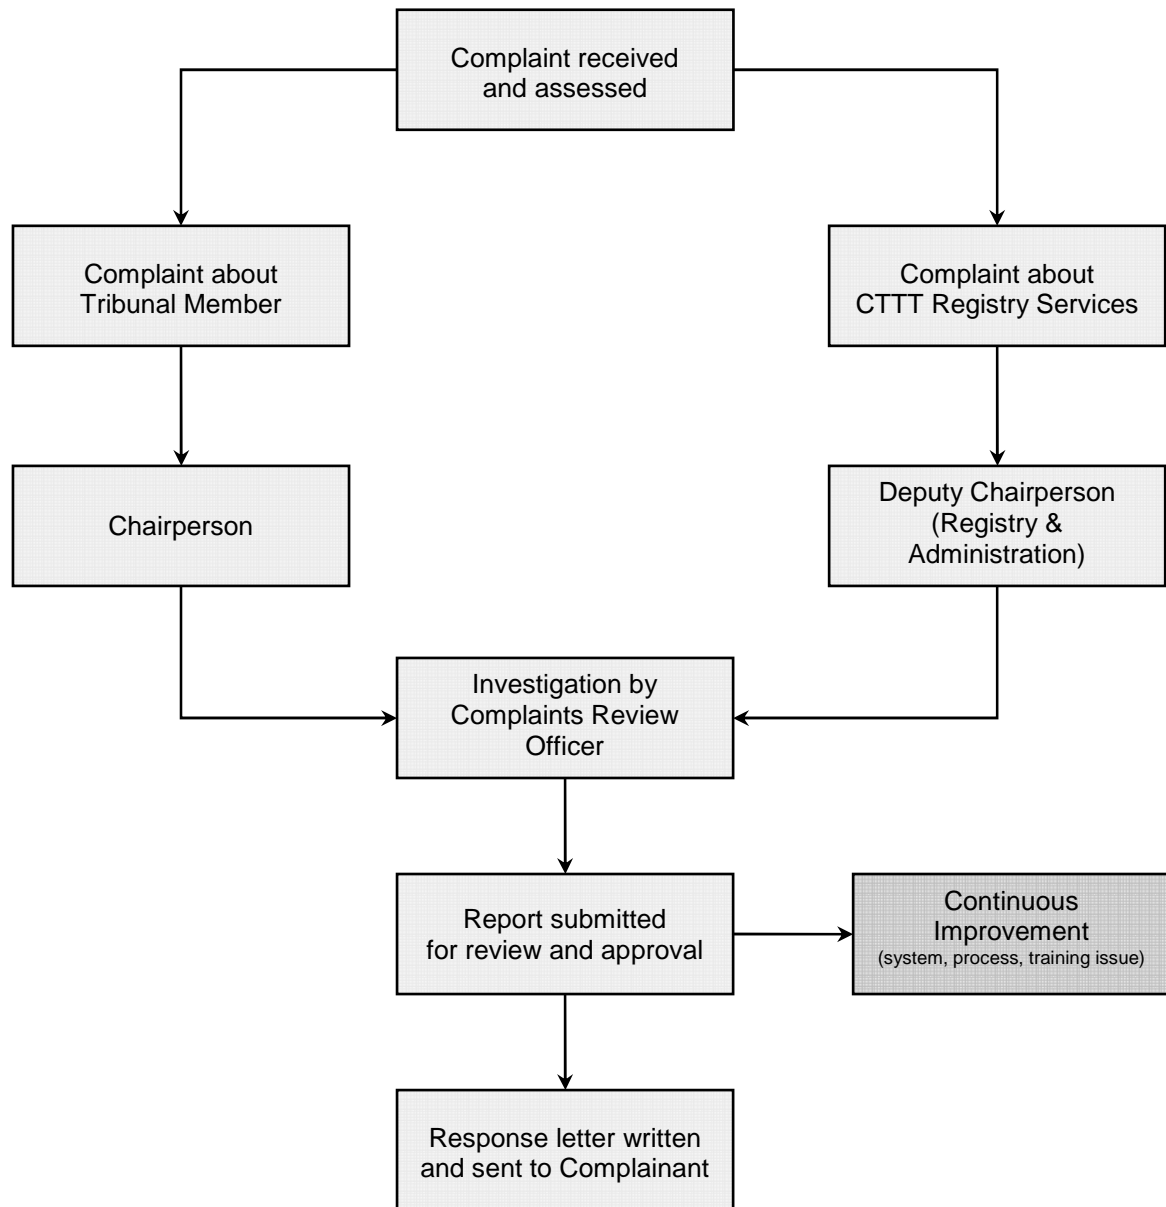 Complaint received
and assessed
Complaint about
Tribunal Member
Complaint about
CTTT Registry Services
Chairperson
Deputy Chairperson
(Registry &
Administration)
Investigation by
Complaints Review
Officer
Report submitted
for review and approval
Continuous
Improvement
(system, process, training issue)
Response letter written
and sent to Complainant